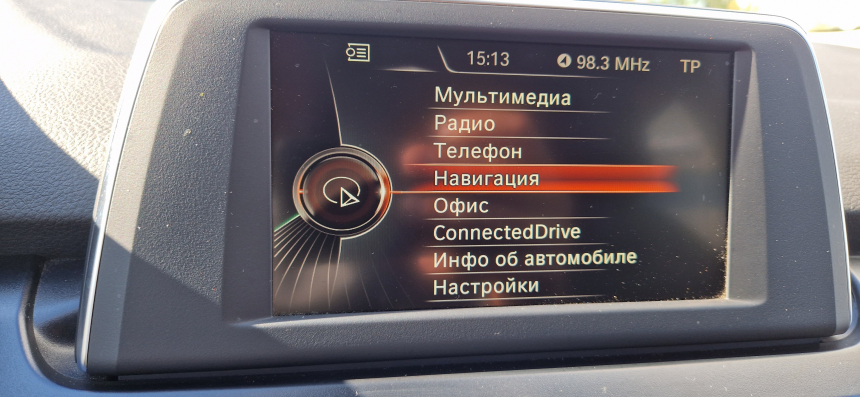 15:13 98.3 MHz TP
Мультимедиа
Радио
Телефон
Навигация
Офис
ConnectedDrive
Инфо об автомобиле
Настройки